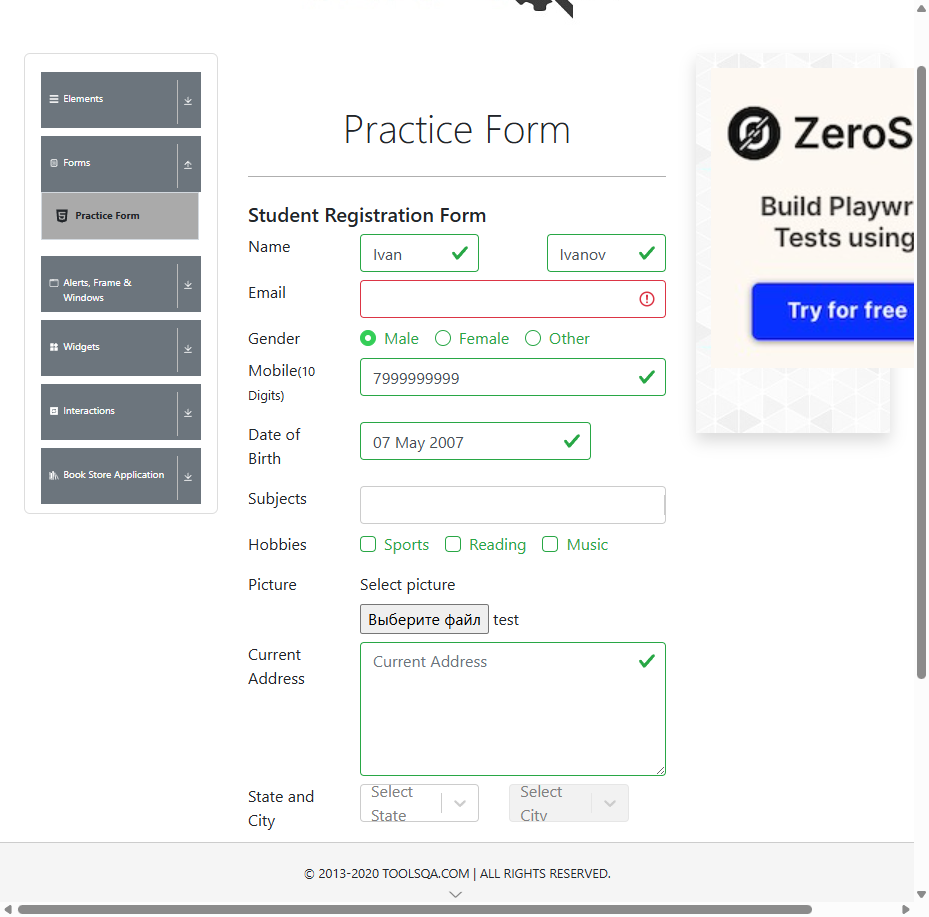 Elements
Forms
Practice Form
Alerts, Frame &
Windows
Widgets
Interactions
Book Store Application
Practice Form
Student Registration Form
Name
Ivan
Ivanov
Email
Gender
Male
Female
Other
Mobile(10
Digits)
7999999999
Date of
Birth
07 May 2007
Subjects
Hobbies
Sports
Reading
Music
Picture
Select picture
Выберите файл
test
Current
Address
Current Address
State and
City
Select
State
Select
City
ZeroS
Build Playwr
Tests using
Try for free
© 2013-2020 TOOLSQA.COM | ALL RIGHTS RESERVED.